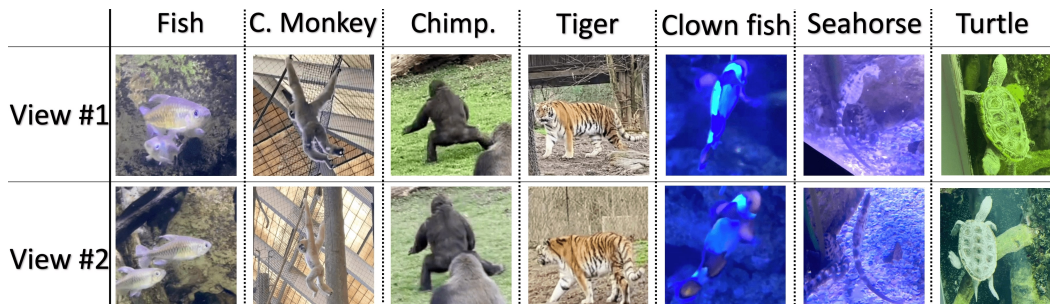 Fish C. Monkey Chimp. Tiger Clown fish Seahorse Turtle
View #1
View #2